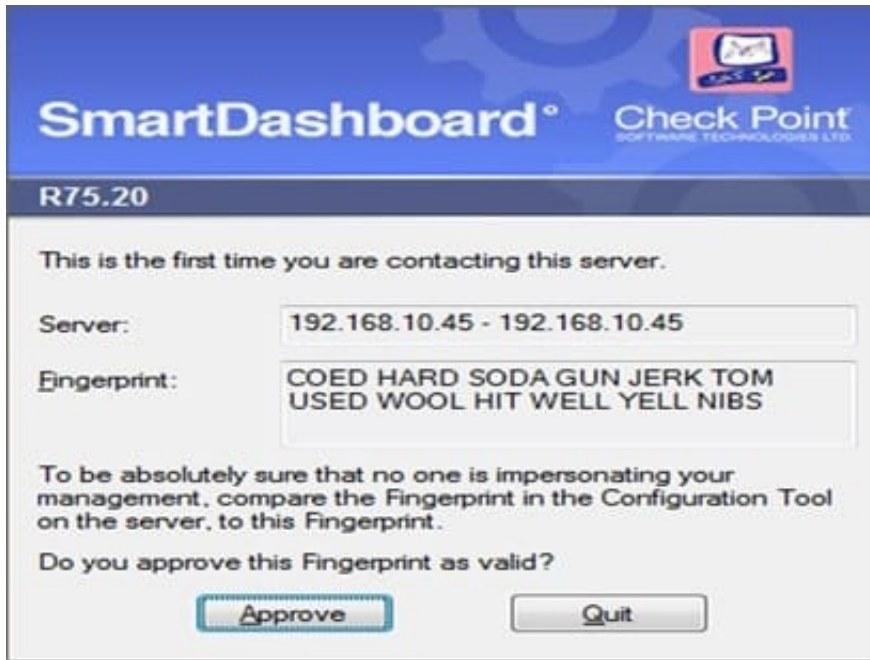 SmartDashboard°
Check Point
SOFTWARE TECHNOLOGIES LTD.
R75.20
This is the first time you are contacting this server.
Server: 192.168.10.45 - 192.168.10.45
Fingerprint: COED HARD SODA GUN JERK TOM
USED WOOL HIT WELL YELL NIBS
To be absolutely sure that no one is impersonating your
management, compare the Fingerprint in the Configuration Tool
on the server, to this Fingerprint.
Do you approve this Fingerprint as valid?
Approve Quit